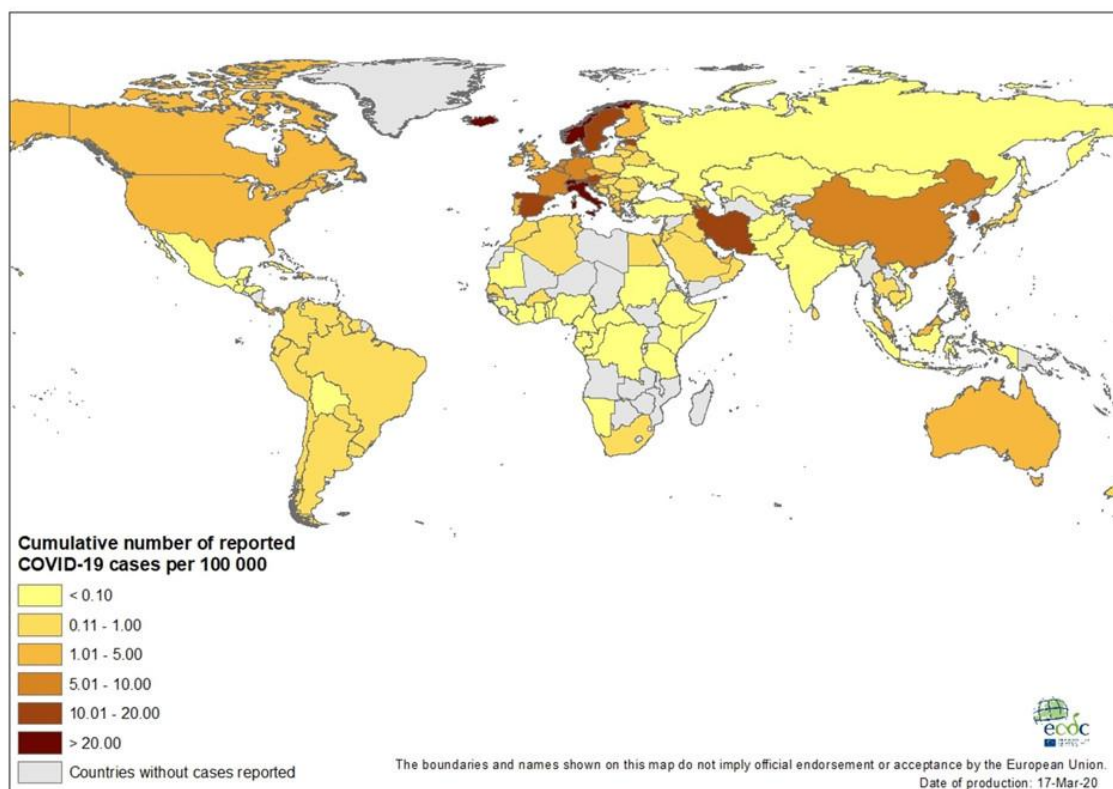 Cumulative number of reported
COVID-19 cases per 100 000
< 0.10
0.11 - 1.00
1.01 - 5.00
5.01 - 10.00
10.01 - 20.00
> 20.00
Countries without cases reported
ecdc
The boundaries and names shown on this map do not imply official endorsement or acceptance by the European Union.
Date of production: 17-Mar-20